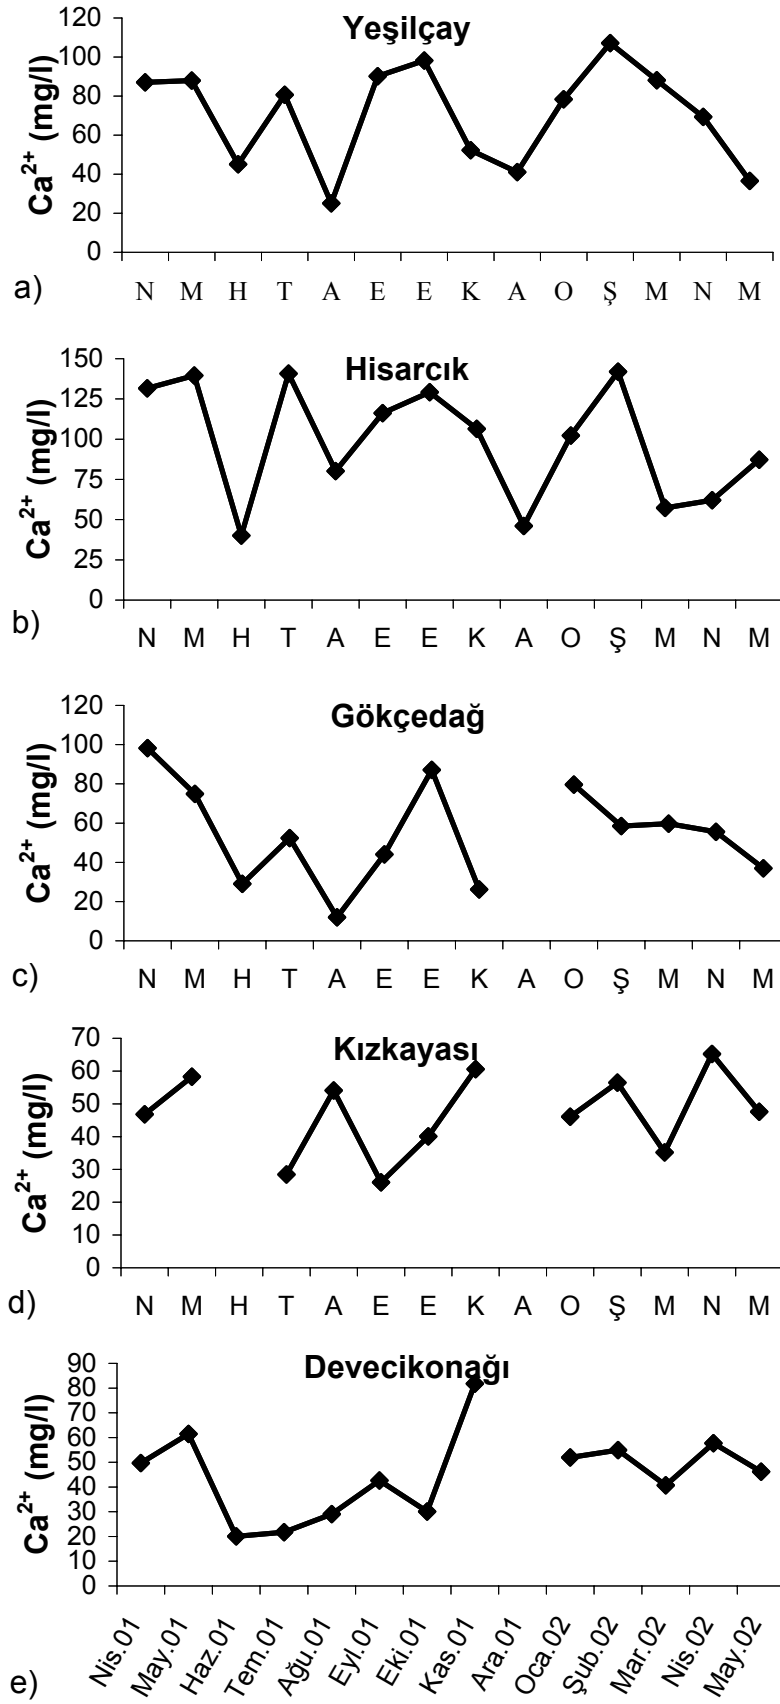 Yeşilçay
Ca²⁺ (mg/l)
120
100
80
60
40
20
0
a) N M H T A E E K A O Ş M N M
Hisarcık
Ca²⁺ (mg/l)
150
125
100
75
50
25
0
b) N M H T A E E K A O Ş M N M
Gökçedağ
Ca²⁺ (mg/l)
120
100
80
60
40
20
0
c) N M H T A E E K A O Ş M N M
Kızkayası
Ca²⁺ (mg/l)
70
60
50
40
30
20
10
0
d) N M H T A E E K A O Ş M N M
Devecikonağı
Ca²⁺ (mg/l)
90
80
70
60
50
40
30
20
10
0
e) Nis.01 May.01 Haz.01 Tem.01 Ağu.01 Eyl.01 Eki.01 Kas.01 Ara.01 Oca.02 Şub.02 Mar.02 Nis.02 May.02